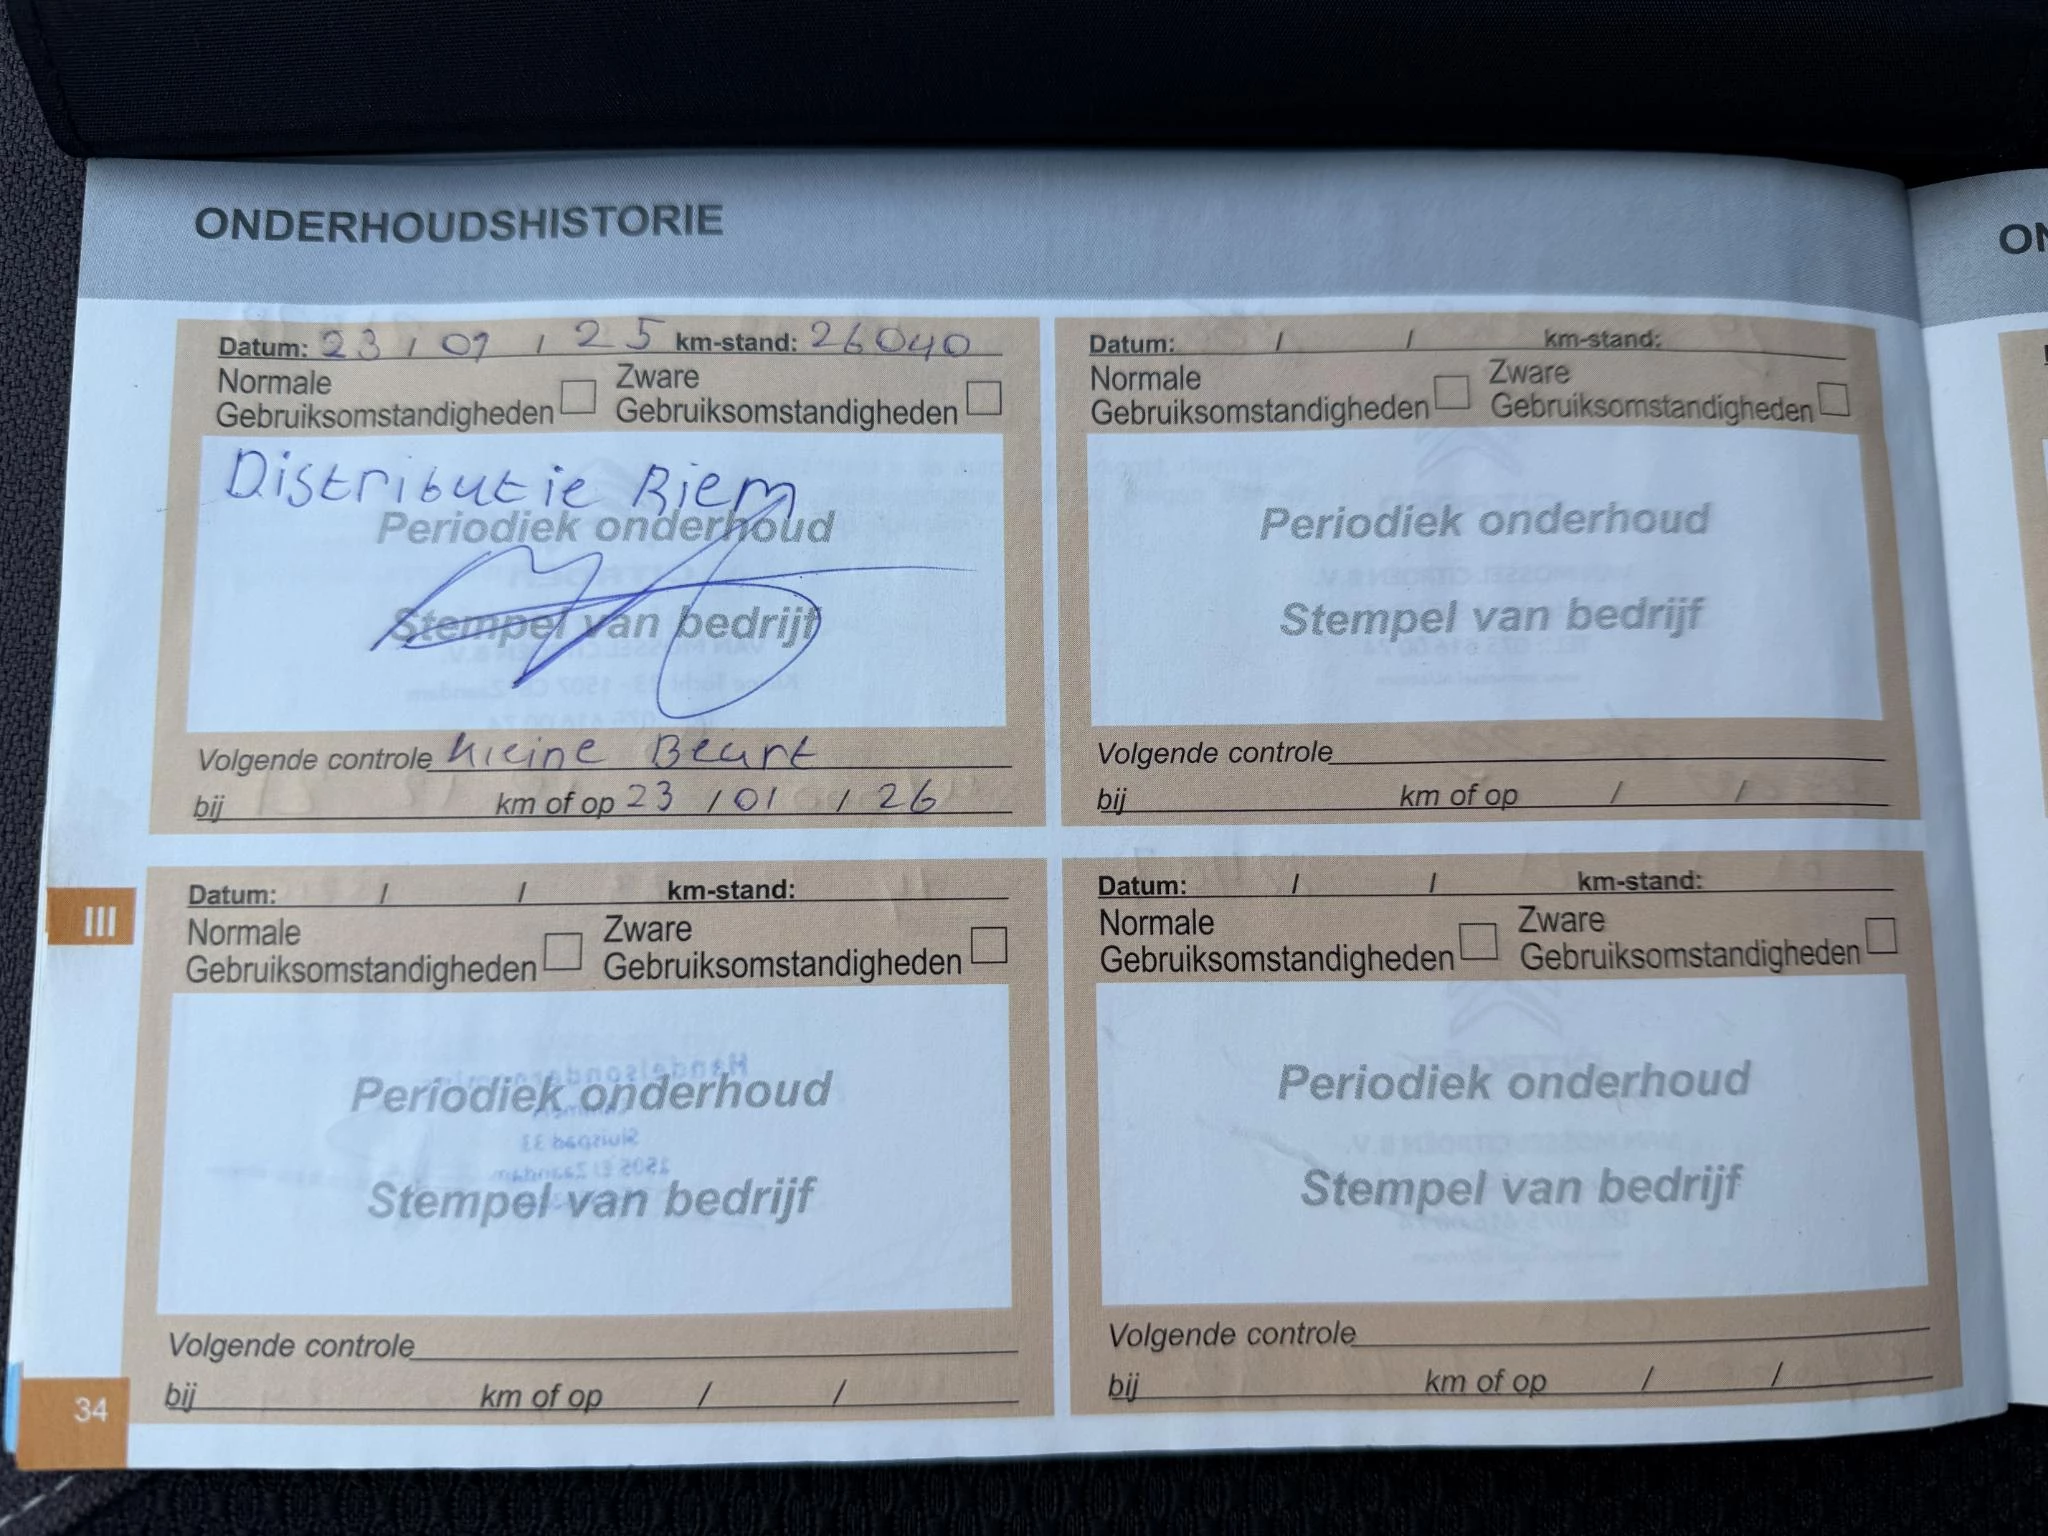 ONDERHOUDSHISTORIE
ON
Datum: 23 / 07 / 25 km-stand: 26040
Normale Gebruiksomstandigheden
Zware Gebruiksomstandigheden
Distributie Riem
Periodiek onderhoud
Stempel van bedrijf
Volgende controle Kleine Beurt
bij km of op 23 / 01 / 26
Datum: / / km-stand:
Normale Gebruiksomstandigheden
Zware Gebruiksomstandigheden
Periodiek onderhoud
Stempel van bedrijf
Volgende controle
bij km of op / /
Datum: / / km-stand:
Normale Gebruiksomstandigheden
Zware Gebruiksomstandigheden
Periodiek onderhoud
Stempel van bedrijf
Volgende controle
bij km of op / /
Datum: / / km-stand:
Normale Gebruiksomstandigheden
Zware Gebruiksomstandigheden
Periodiek onderhoud
Stempel van bedrijf
Volgende controle
bij km of op / /
III
34